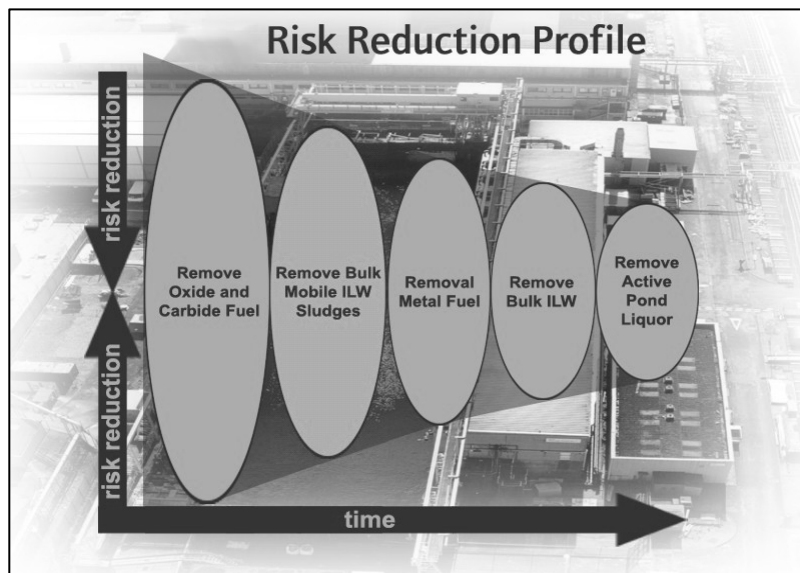 Risk Reduction Profile
risk reduction
risk reduction
Remove
Oxide and
Carbide Fuel
Remove Bulk
Mobile ILW
Sludges
Removal
Metal Fuel
Remove
Bulk ILW
Remove
Active
Pond
Liquor
time